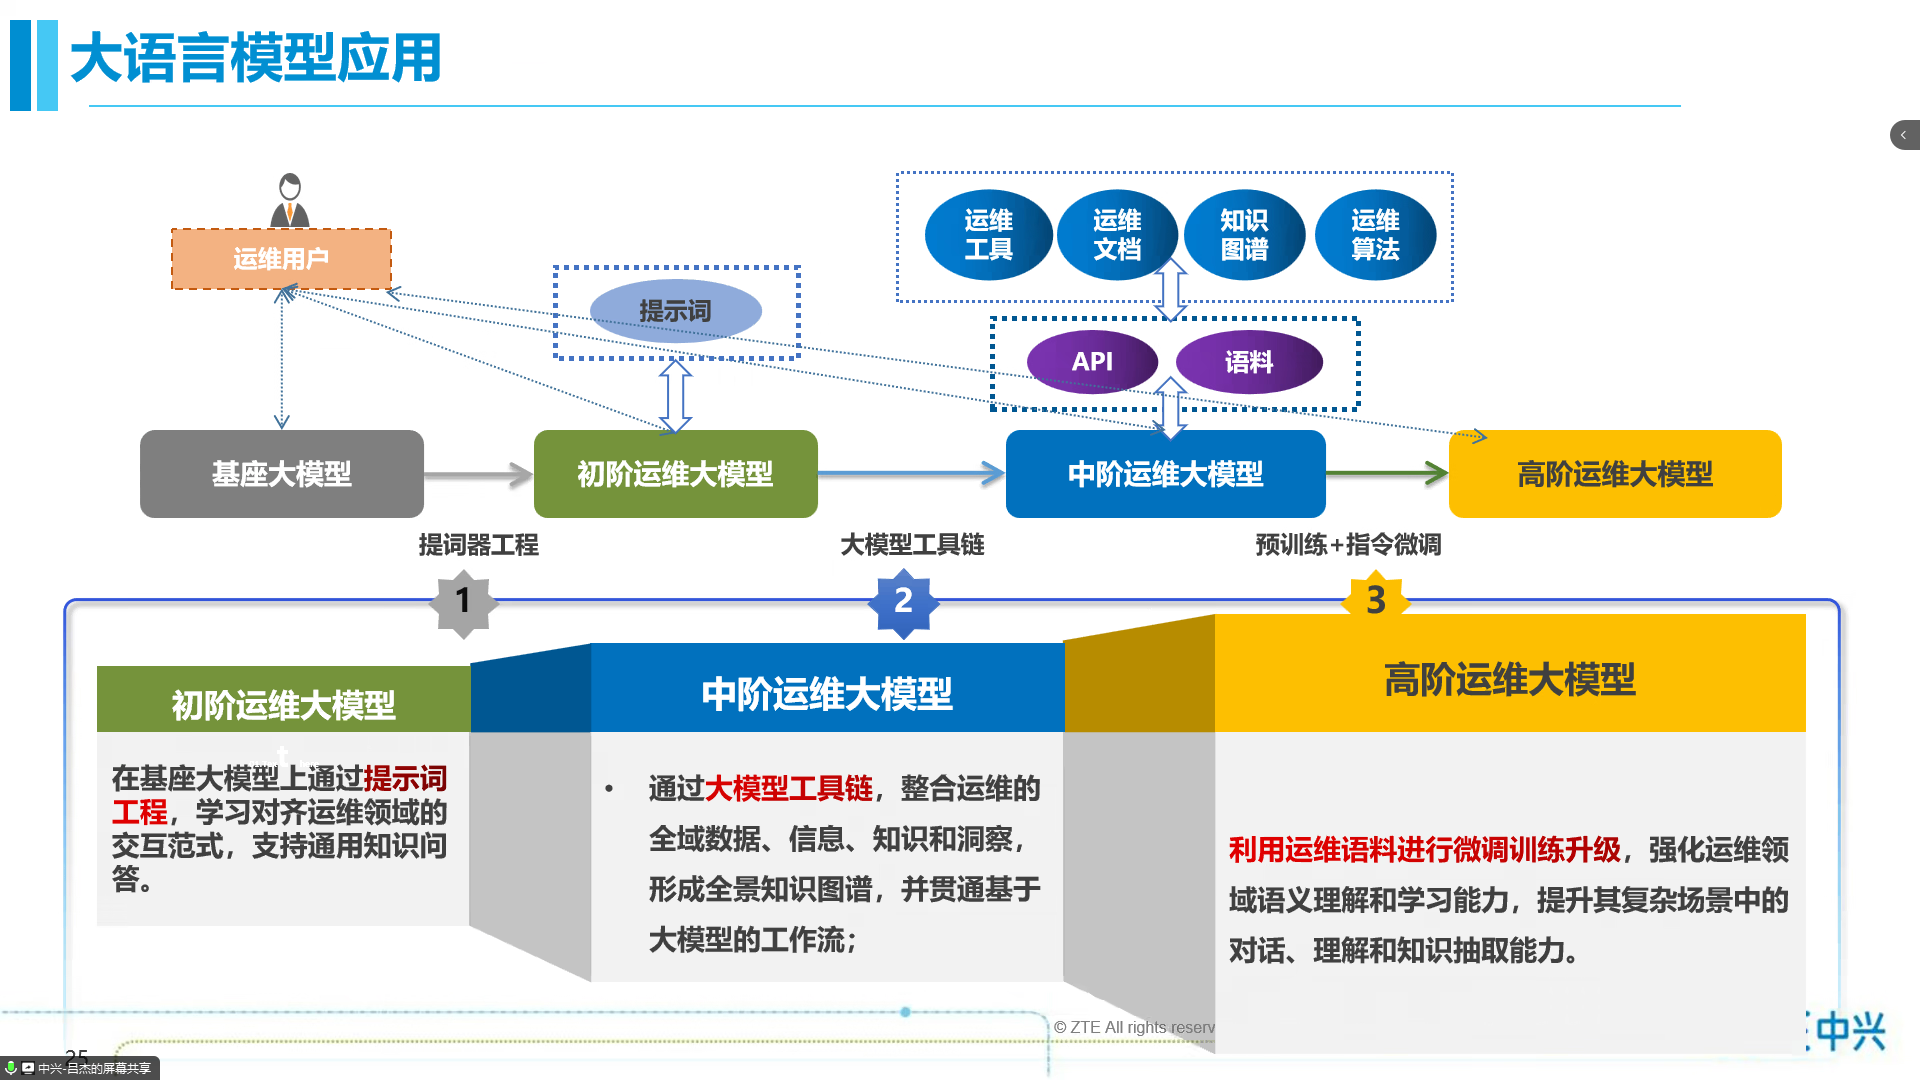 大语言模型应用
运维用户
提示词
运维
工具
运维
文档
知识
图谱
运维
算法
API
语料
基座大模型
初阶运维大模型
中阶运维大模型
高阶运维大模型
提词器工程
大模型工具链
预训练+指令微调
1
2
3
初阶运维大模型
中阶运维大模型
高阶运维大模型
在基座大模型上通过提示词
工程，学习对齐运维领域的
交互范式，支持通用知识问
答。
• 通过大模型工具链，整合运维的
全域数据、信息、知识和洞察，
形成全景知识图谱，并贯通基于
大模型的工作流；
利用运维语料进行微调训练升级，强化运维领
域语义理解和学习能力，提升其复杂场景中的
对话、理解和知识抽取能力。
© ZTE All rights reserv
中兴
25
中兴-吕杰的屏幕共享